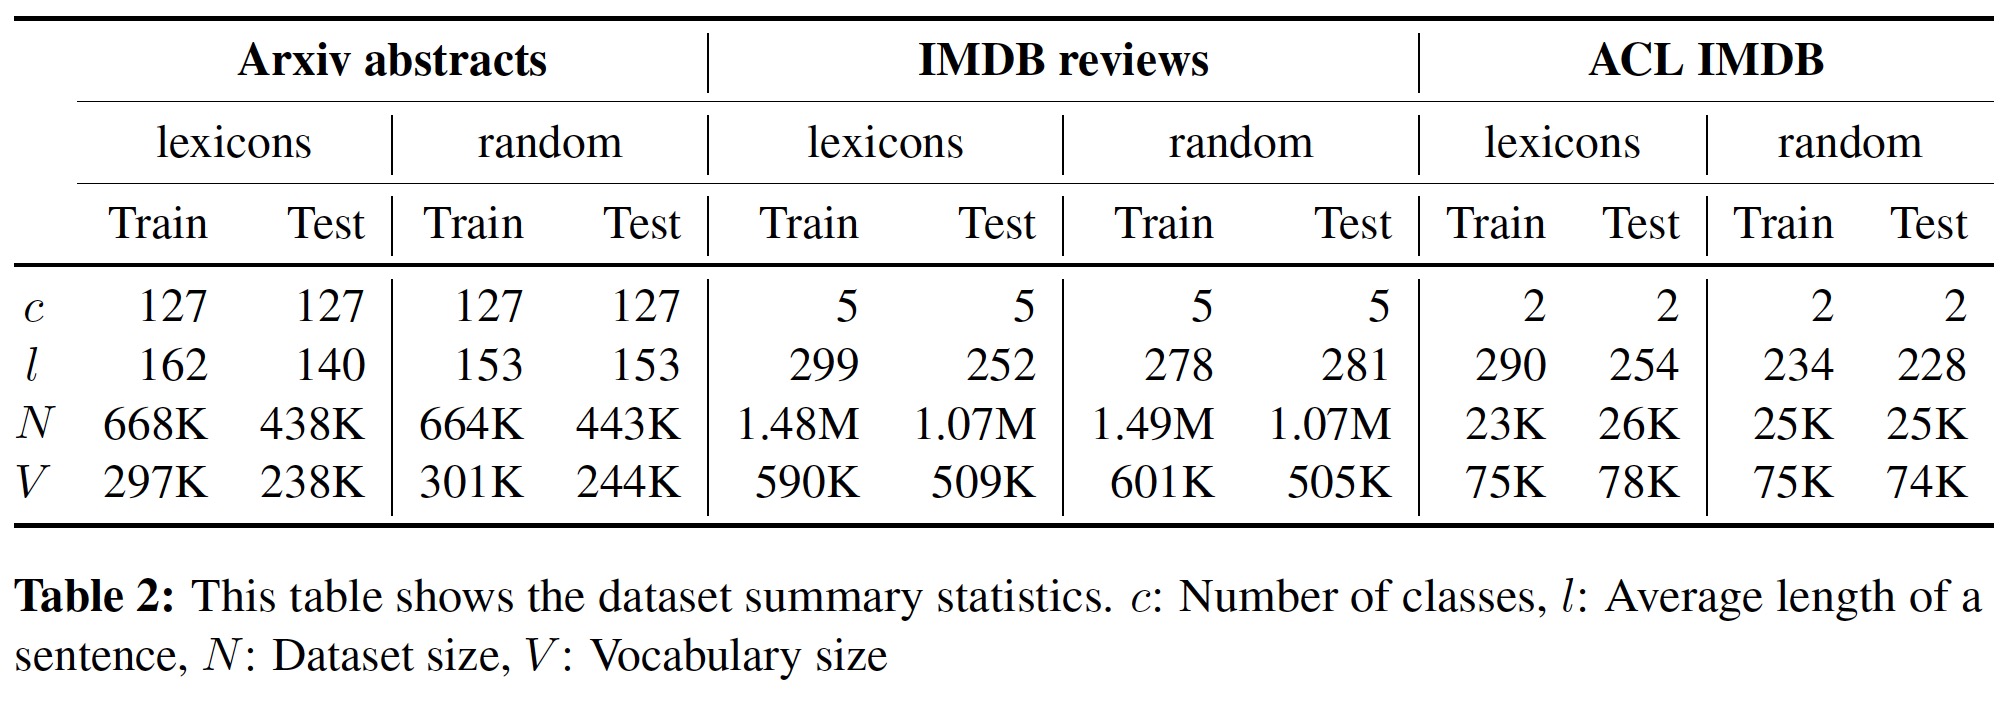 Arxiv abstracts IMDB reviews ACL IMDB
lexicons random lexicons random lexicons random
Train Test Train Test Train Test Train Test Train Test Train Test
c 127 127 127 127 5 5 5 5 2 2 2 2
l 162 140 153 153 299 252 278 281 290 254 234 228
N 668K 438K 664K 443K 1.48M 1.07M 1.49M 1.07M 23K 26K 25K 25K
V 297K 238K 301K 244K 590K 509K 601K 505K 75K 78K 75K 74K
Table 2: This table shows the dataset summary statistics. c: Number of classes, l: Average length of a
sentence, N: Dataset size, V: Vocabulary size